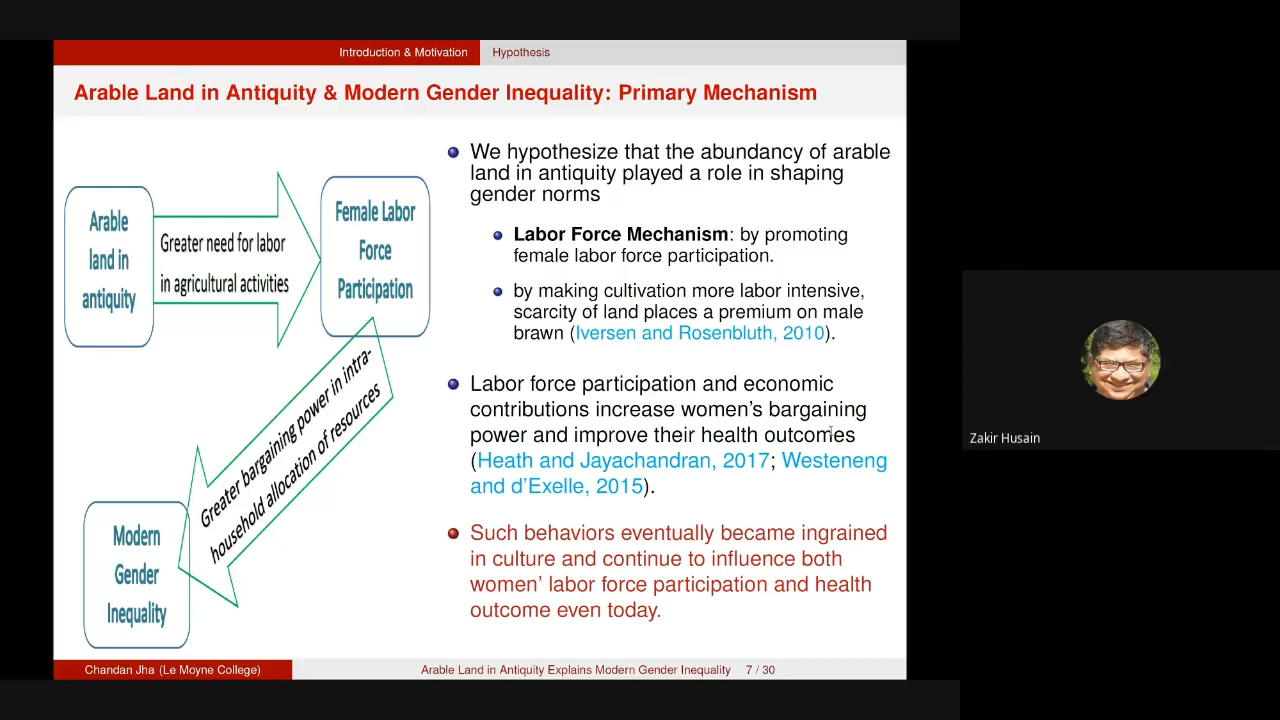 Introduction & Motivation Hypothesis
Arable Land in Antiquity & Modern Gender Inequality: Primary Mechanism
Arable
land in
antiquity
Greater need for labor
in agricultural activities
Female Labor
Force
Participation
Greater bargaining power in intra-
household allocation of resources
Modern
Gender
Inequality
We hypothesize that the abundancy of arable
land in antiquity played a role in shaping
gender norms
Labor Force Mechanism: by promoting
female labor force participation.
by making cultivation more labor intensive,
scarcity of land places a premium on male
brawn (Iversen and Rosenbluth, 2010).
Labor force participation and economic
contributions increase women's bargaining
power and improve their health outcomes
(Heath and Jayachandran, 2017; Westeneng
and d'Exelle, 2015).
Such behaviors eventually became ingrained
in culture and continue to influence both
women' labor force participation and health
outcome even today.
Chandan Jha (Le Moyne College) Arable Land in Antiquity Explains Modern Gender Inequality 7 / 30
Zakir Husain